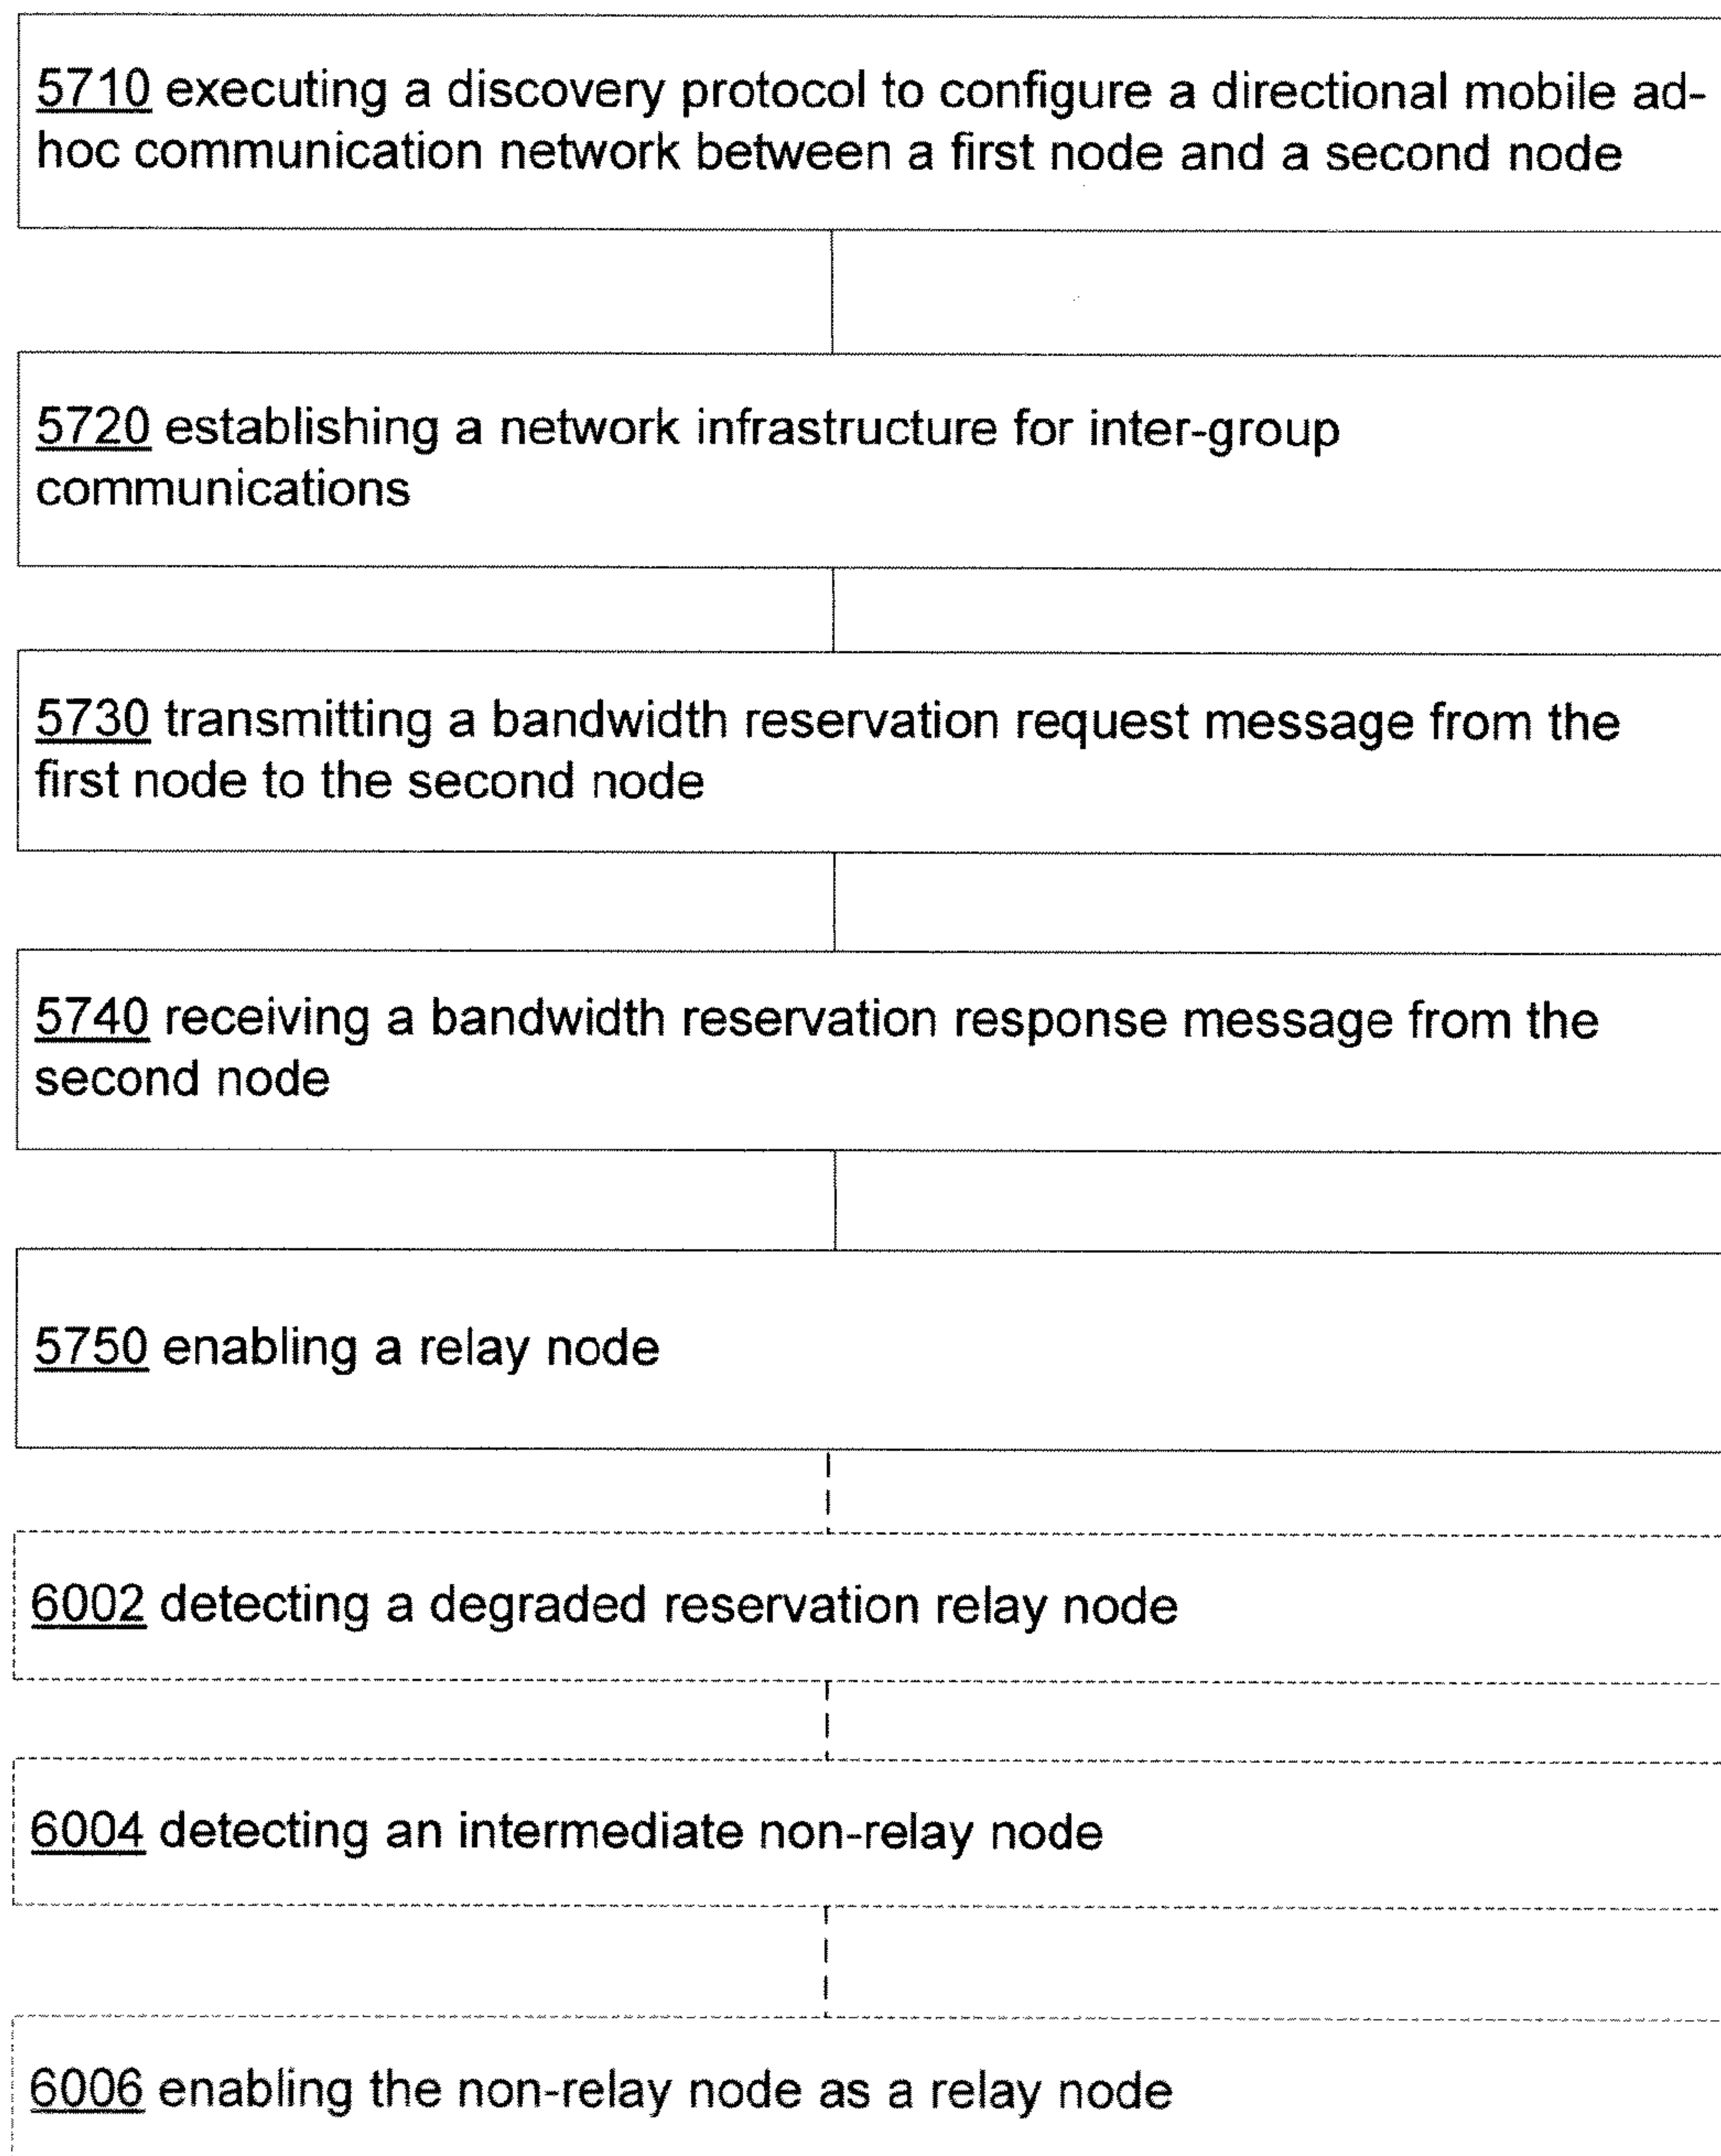 5710 executing a discovery protocol to configure a directional mobile ad-
hoc communication network between a first node and a second node
5720 establishing a network infrastructure for inter-group
communications
5730 transmitting a bandwidth reservation request message from the
first node to the second node
5740 receiving a bandwidth reservation response message from the
second node
5750 enabling a relay node
6002 detecting a degraded reservation relay node
6004 detecting an intermediate non-relay node
6006 enabling the non-relay node as a relay node